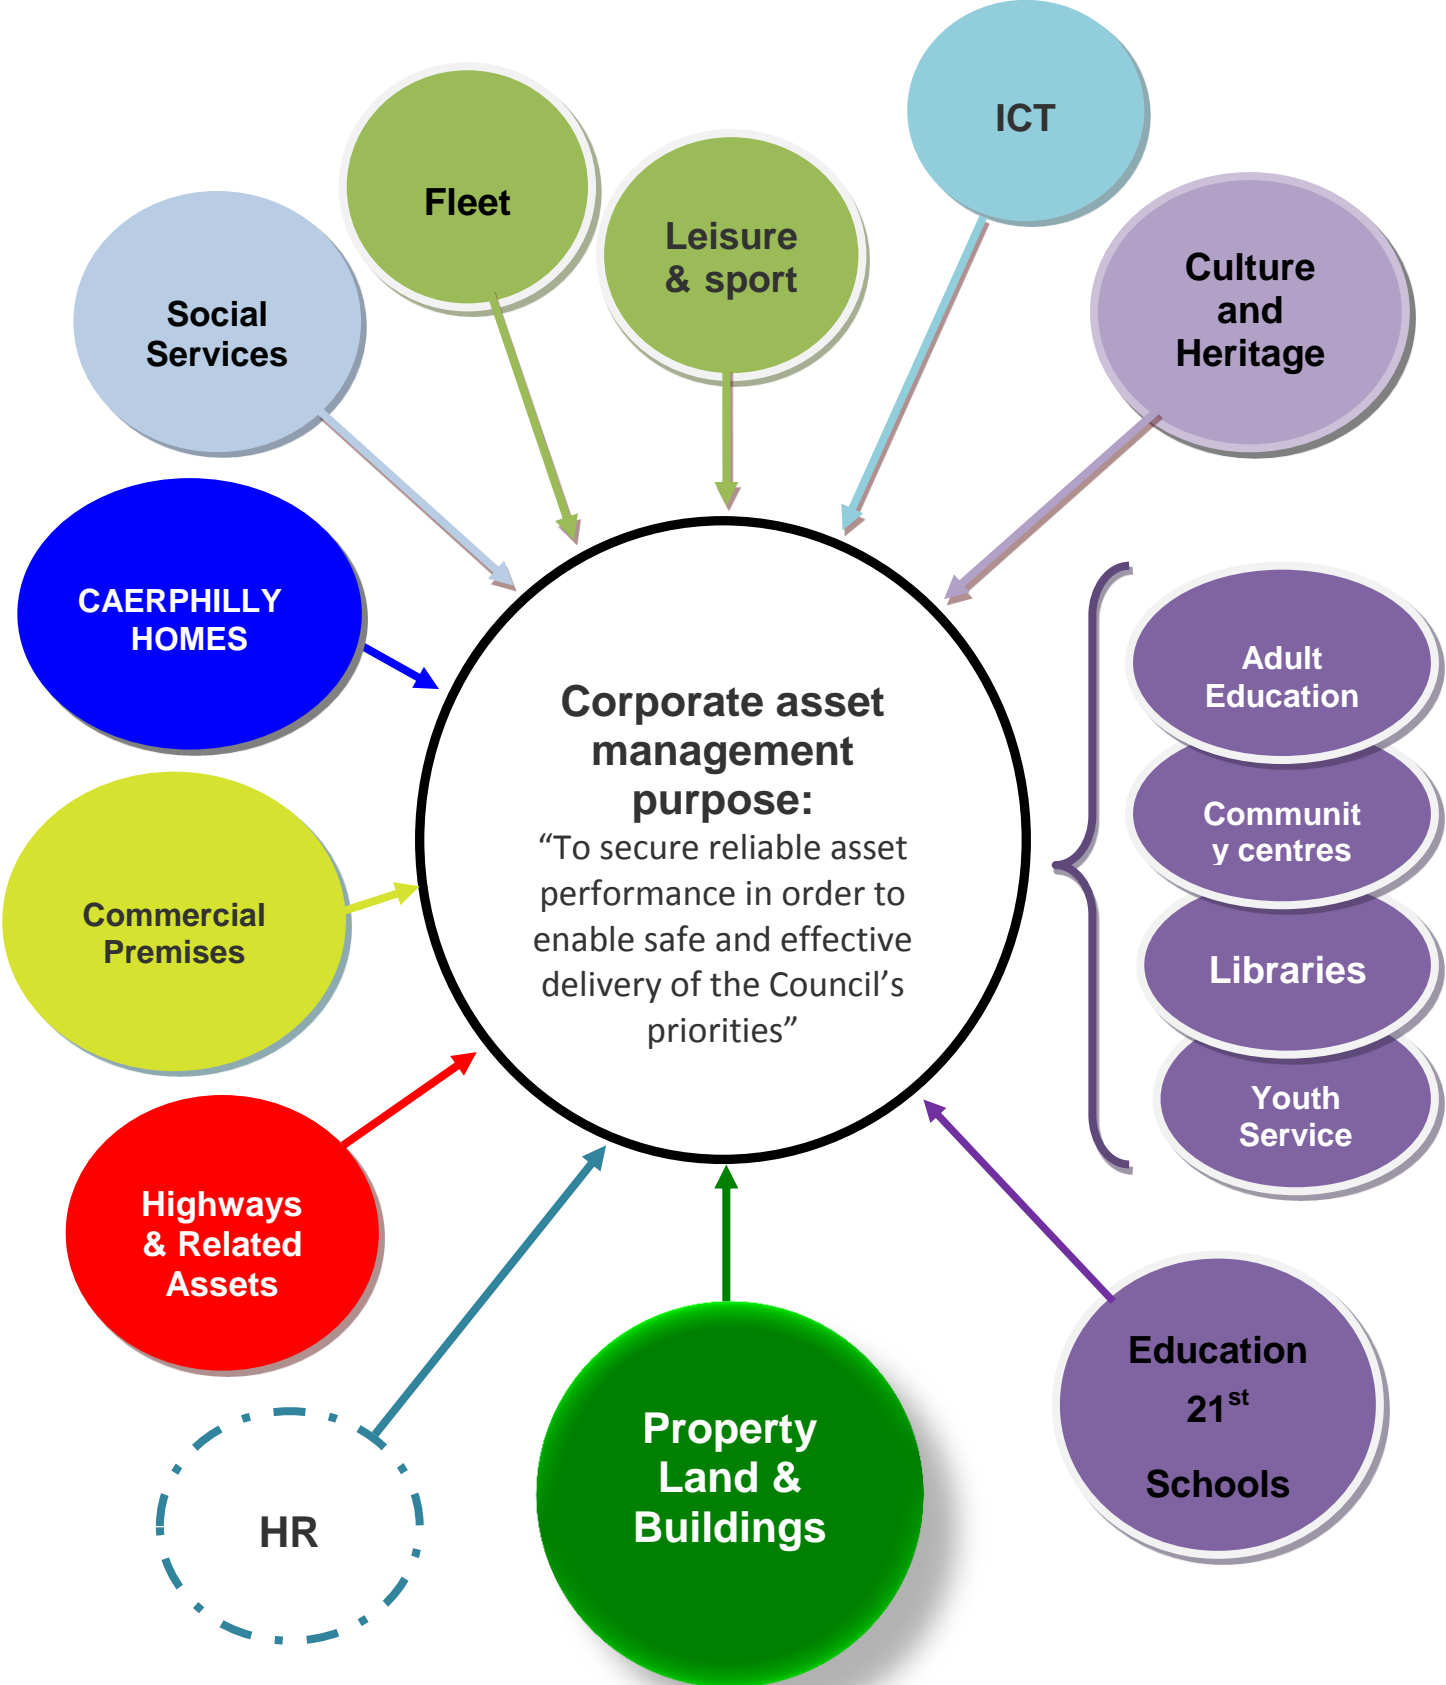 ICT
Fleet
Leisure
& sport
Culture
and
Heritage
Social
Services
CAERPHILLY
HOMES
Adult
Education
Corporate asset
management
purpose:
“To secure reliable asset
performance in order to
enable safe and effective
delivery of the Council’s
priorities”
Communit
y centres
Commercial
Premises
Libraries
Youth
Service
Highways
& Related
Assets
Education
21st
Schools
Property
Land &
Buildings
HR